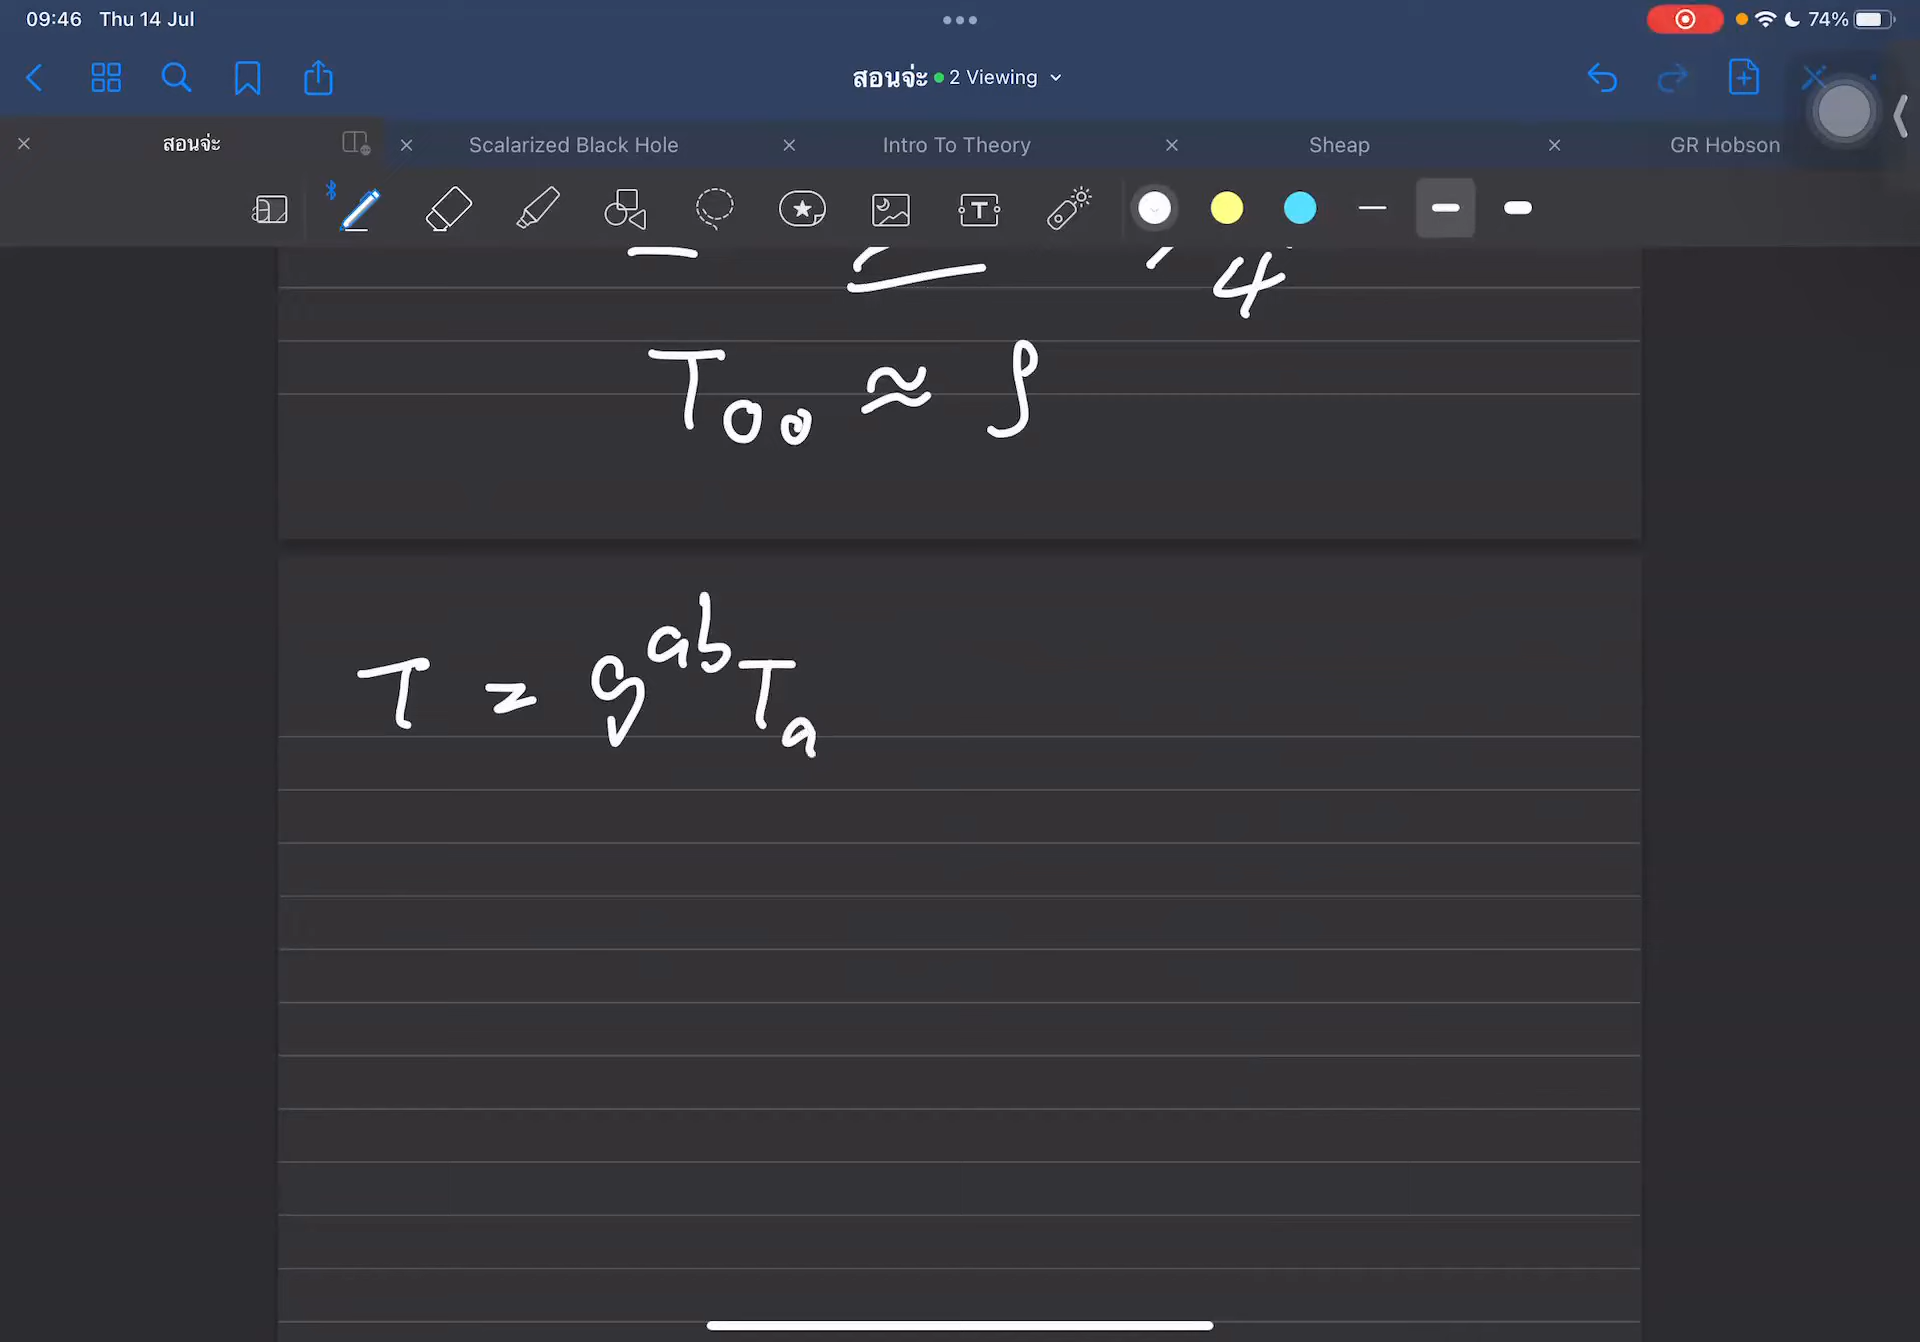 09:46 Thu 14 Jul
74%
สอนจ่ะ 2 Viewing
สอนจ่ะ Scalarized Black Hole Intro To Theory Sheap GR Hobson
T
4
T₀₀ ≈ ρ
T = g^{ab} T_a